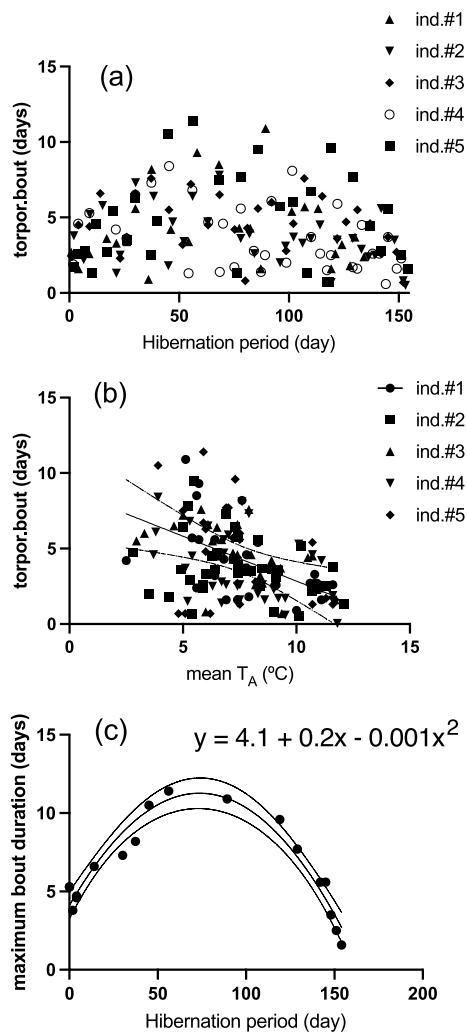 (a)
ind.#1
ind.#2
ind.#3
ind.#4
ind.#5
torpor.bout (days)
15
10
5
0
0 50 100 150
Hibernation period (day)
(b)
ind.#1
ind.#2
ind.#3
ind.#4
ind.#5
torpor.bout (days)
15
10
5
0
0 5 10 15
mean TA (ºC)
(c)
y = 4.1 + 0.2x - 0.001x²
maximum bout duration (days)
15
10
5
0
0 50 100 150 200
Hibernation period (day)